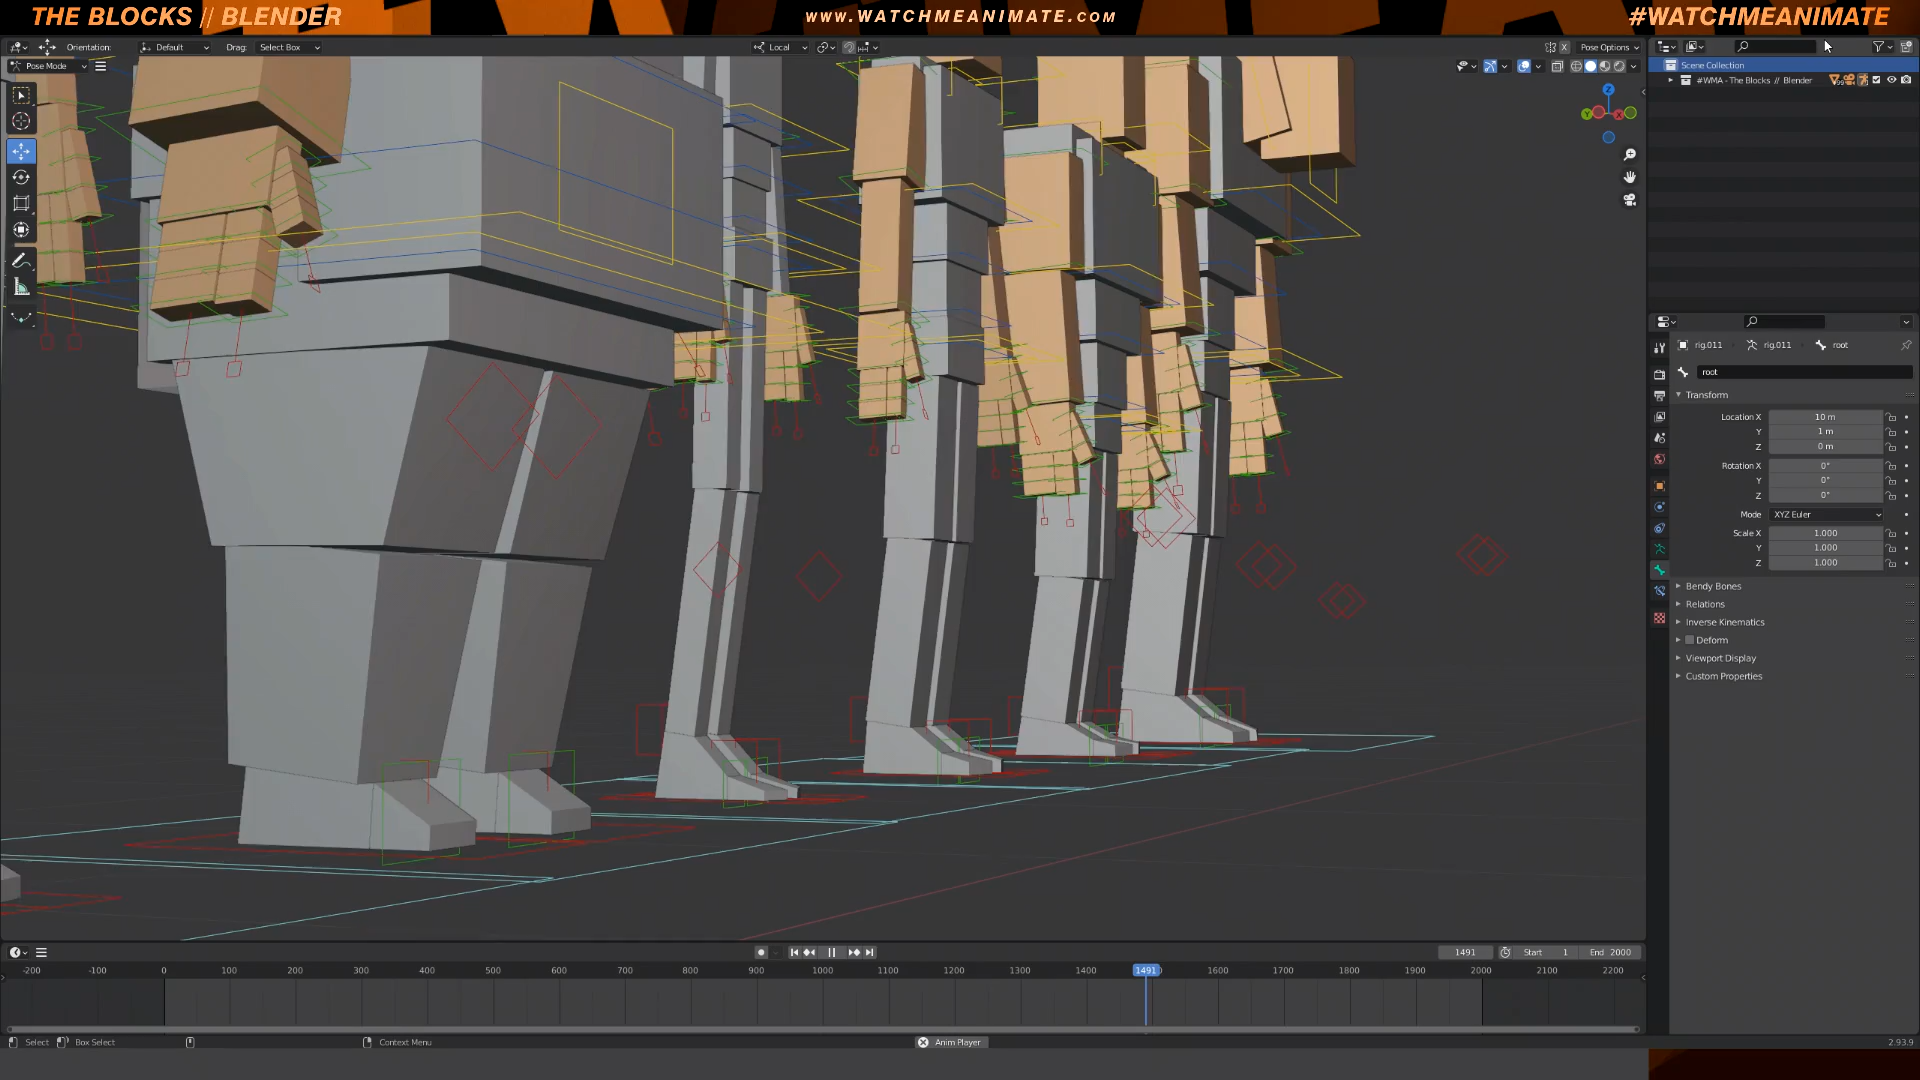 THE BLOCKS // BLENDER
www.WATCHMEANIMATE.com
#WATCHMEANIMATE
Orientation: Default Drag: Select Box
Local
X Pose Options
Pose Mode
Z
Y
X
Scene Collection
#WMA - The Blocks // Blender
rig.011 rig.011 root
root
Transform
Location X 10 m
Y 1 m
Z 0 m
Rotation X 0°
Y 0°
Z 0°
Mode XYZ Euler
Scale X 1.000
Y 1.000
Z 1.000
Bendy Bones
Relations
Inverse Kinematics
Deform
Viewport Display
Custom Properties
1491 Start 1 End 2000
-200 -100 0 100 200 300 400 500 600 700 800 900 1000 1100 1200 1300 1400 1491 1600 1700 1800 1900 2000 2100 2200
Select Box Select Context Menu Anim Player 2.93.9